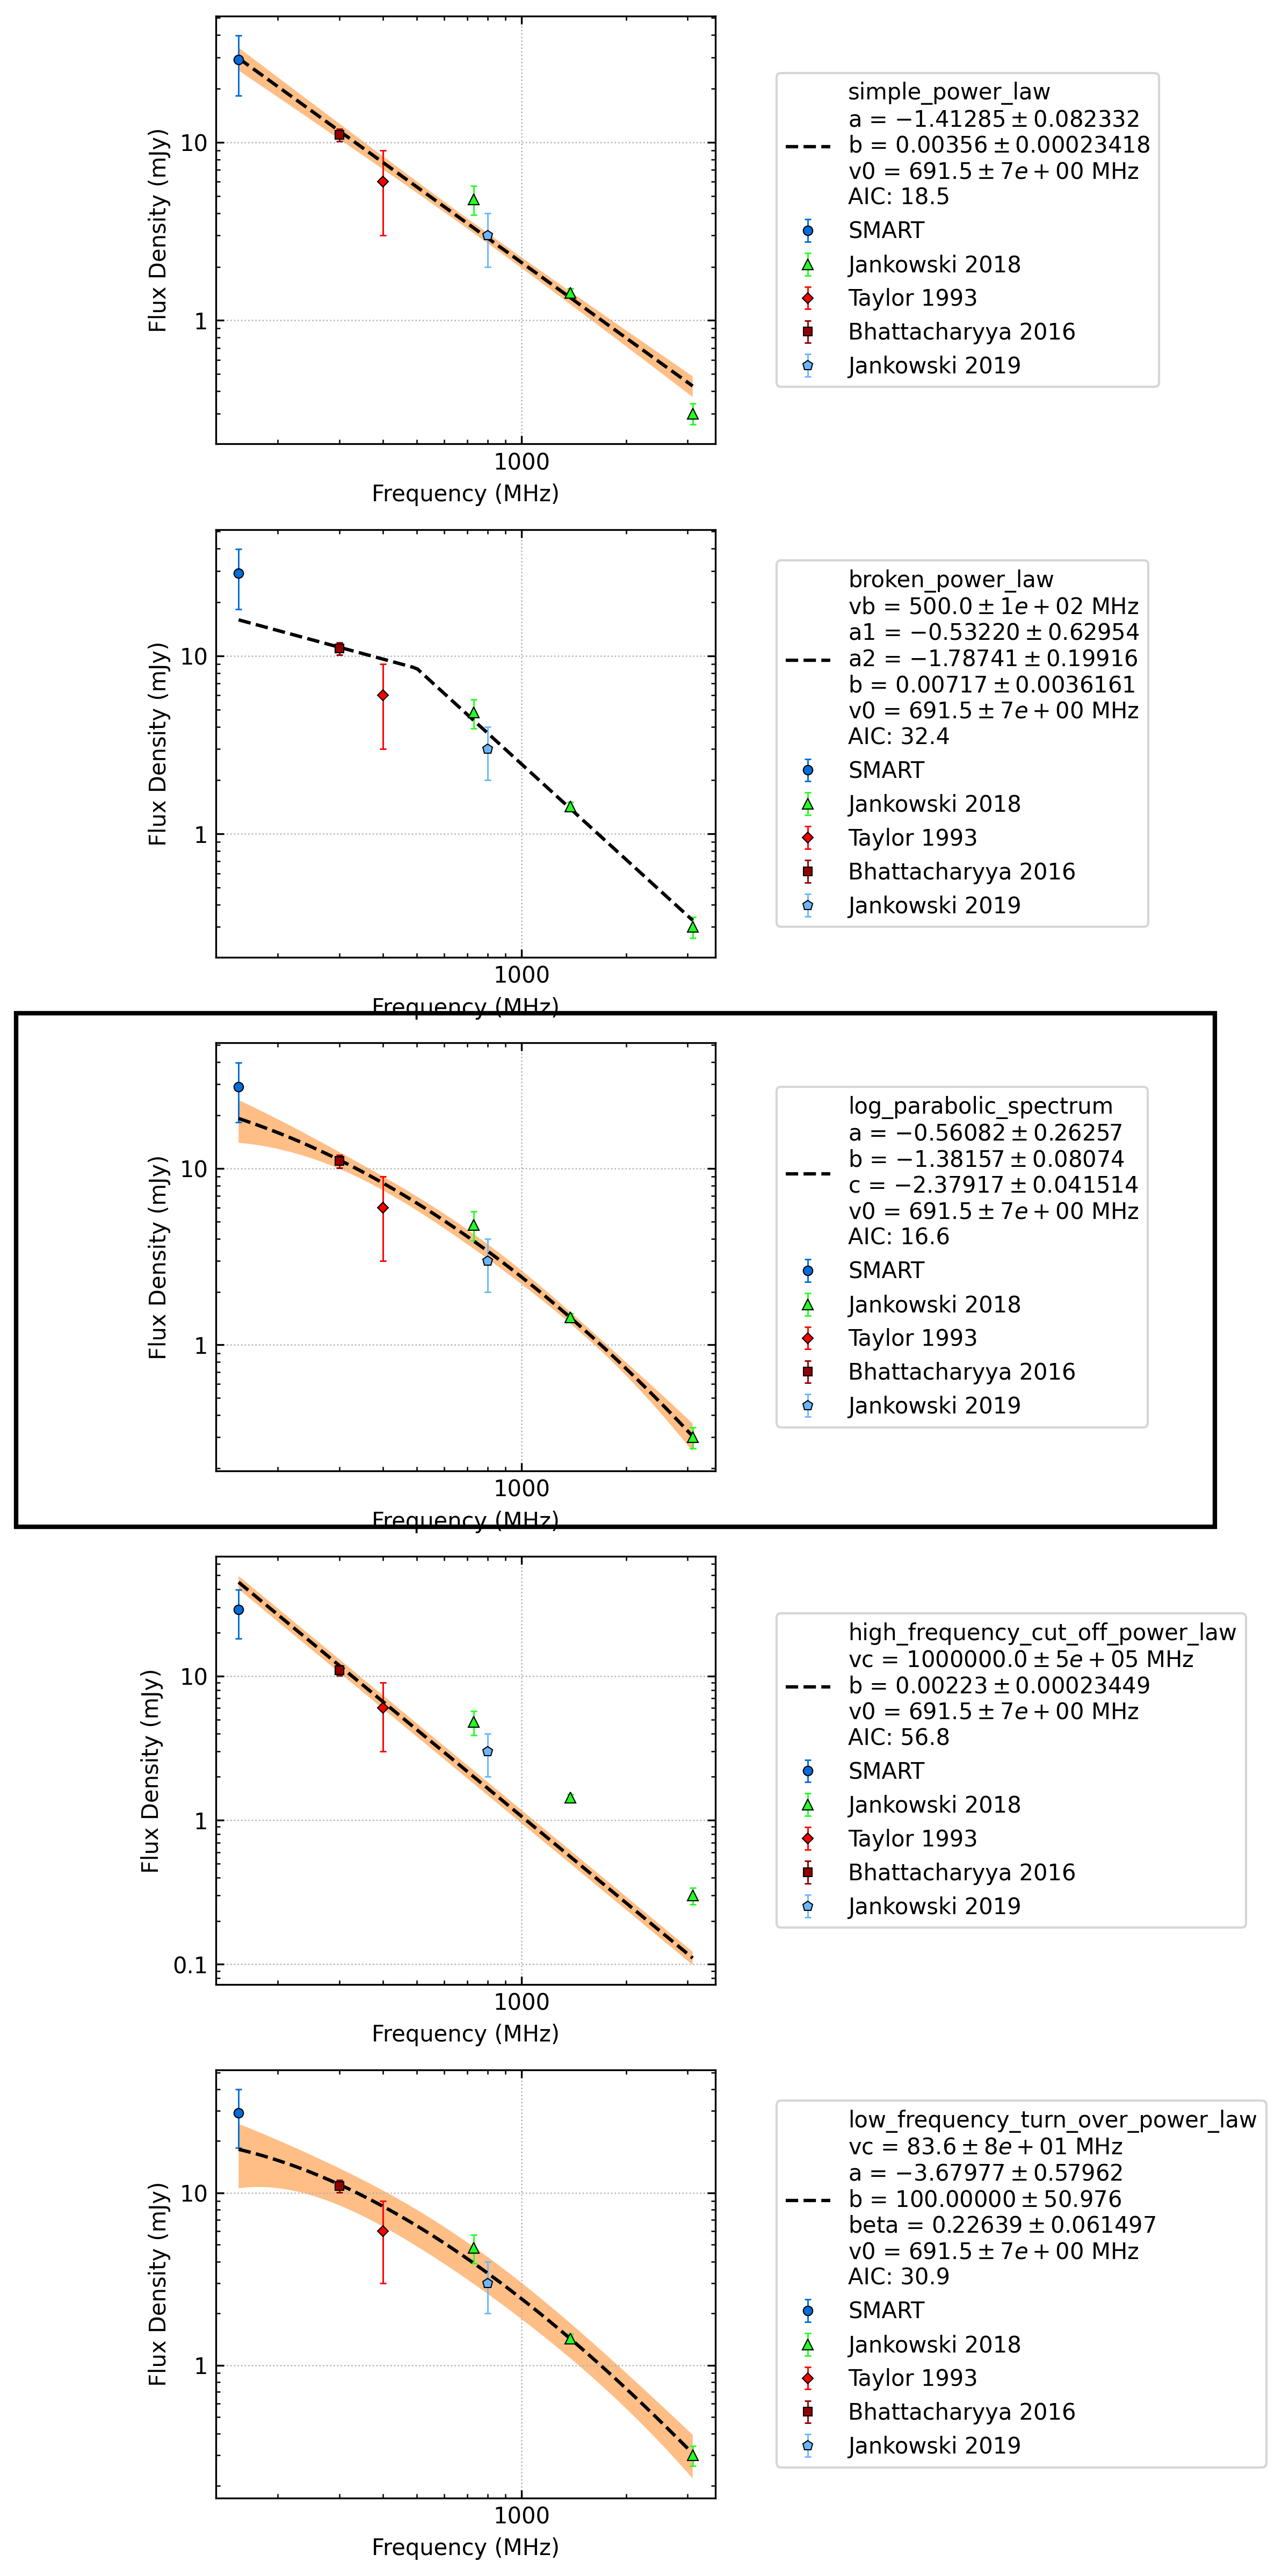 10
1
Flux Density (mJy)
1000
Frequency (MHz)
simple_power_law
a = −1.41285 ± 0.082332
b = 0.00356 ± 0.00023418
v0 = 691.5 ± 7e + 00 MHz
AIC: 18.5
SMART
Jankowski 2018
Taylor 1993
Bhattacharyya 2016
Jankowski 2019
10
1
Flux Density (mJy)
1000
Frequency (MHz)
broken_power_law
vb = 500.0 ± 1e + 02 MHz
a1 = −0.53220 ± 0.62954
a2 = −1.78741 ± 0.19916
b = 0.00717 ± 0.0036161
v0 = 691.5 ± 7e + 00 MHz
AIC: 32.4
SMART
Jankowski 2018
Taylor 1993
Bhattacharyya 2016
Jankowski 2019
10
1
Flux Density (mJy)
1000
Frequency (MHz)
log_parabolic_spectrum
a = −0.56082 ± 0.26257
b = −1.38157 ± 0.08074
c = −2.37917 ± 0.041514
v0 = 691.5 ± 7e + 00 MHz
AIC: 16.6
SMART
Jankowski 2018
Taylor 1993
Bhattacharyya 2016
Jankowski 2019
10
1
0.1
Flux Density (mJy)
1000
Frequency (MHz)
high_frequency_cut_off_power_law
vc = 1000000.0 ± 5e + 05 MHz
b = 0.00223 ± 0.00023449
v0 = 691.5 ± 7e + 00 MHz
AIC: 56.8
SMART
Jankowski 2018
Taylor 1993
Bhattacharyya 2016
Jankowski 2019
10
1
Flux Density (mJy)
1000
Frequency (MHz)
low_frequency_turn_over_power_law
vc = 83.6 ± 8e + 01 MHz
a = −3.67977 ± 0.57962
b = 100.00000 ± 50.976
beta = 0.22639 ± 0.061497
v0 = 691.5 ± 7e + 00 MHz
AIC: 30.9
SMART
Jankowski 2018
Taylor 1993
Bhattacharyya 2016
Jankowski 2019